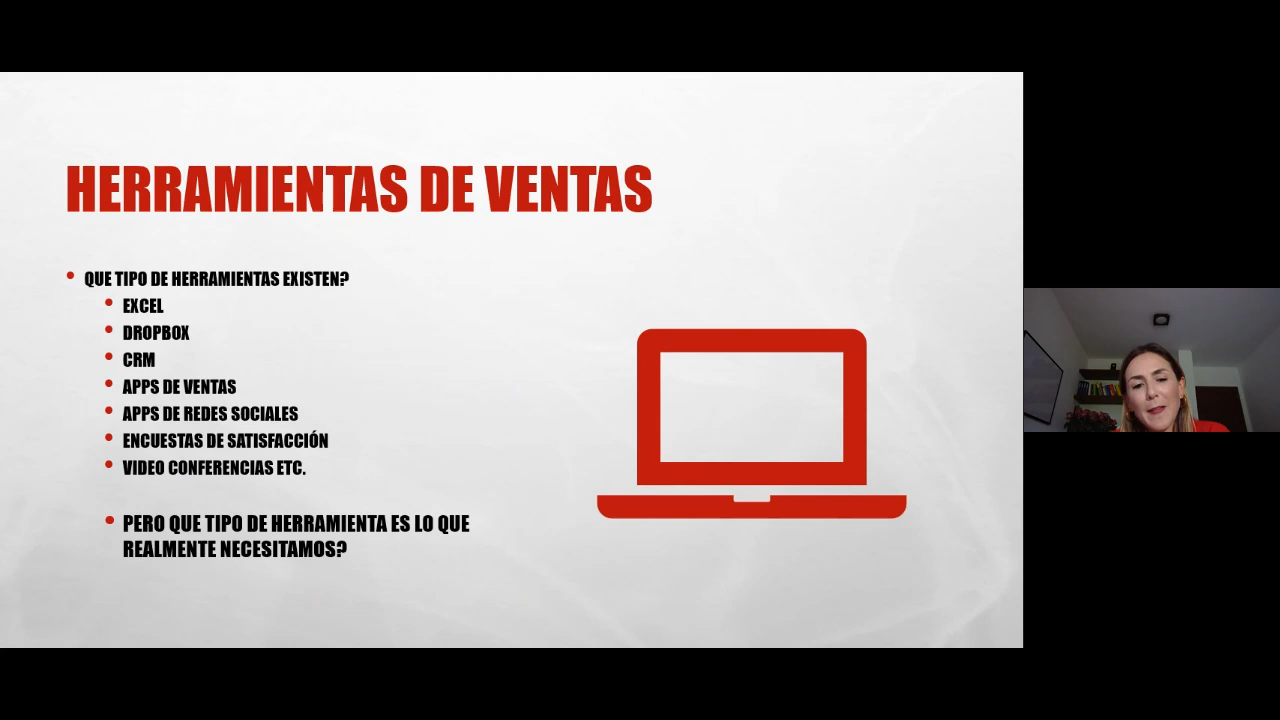 HERRAMIENTAS DE VENTAS
QUE TIPO DE HERRAMIENTAS EXISTEN?
EXCEL
DROPBOX
CRM
APPS DE VENTAS
APPS DE REDES SOCIALES
ENCUESTAS DE SATISFACCIÓN
VIDEO CONFERENCIAS ETC.
PERO QUE TIPO DE HERRAMIENTA ES LO QUE
REALMENTE NECESITAMOS?